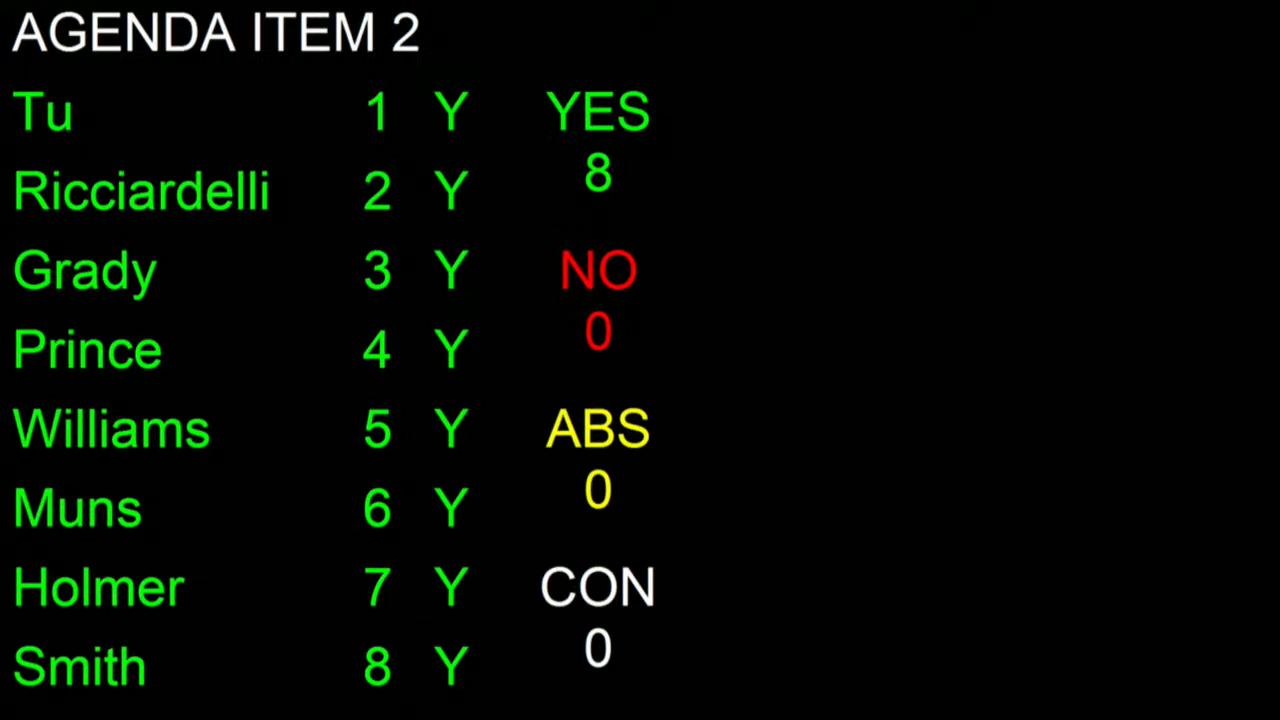 AGENDA ITEM 2
Tu 1 Y
Ricciardelli 2 Y
Grady 3 Y
Prince 4 Y
Williams 5 Y
Muns 6 Y
Holmer 7 Y
Smith 8 Y
YES
8
NO
0
ABS
0
CON
0